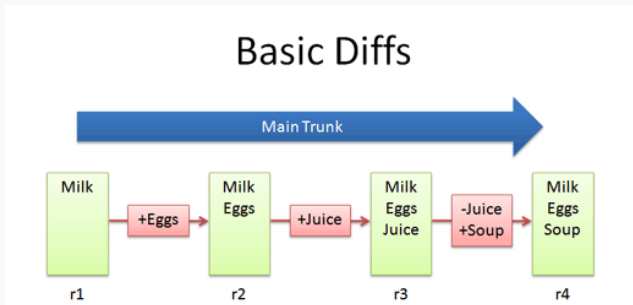 Basic Diffs
Main Trunk
Milk
+Eggs
Milk
Eggs
+Juice
Milk
Eggs
Juice
-Juice
+Soup
Milk
Eggs
Soup
r1
r2
r3
r4